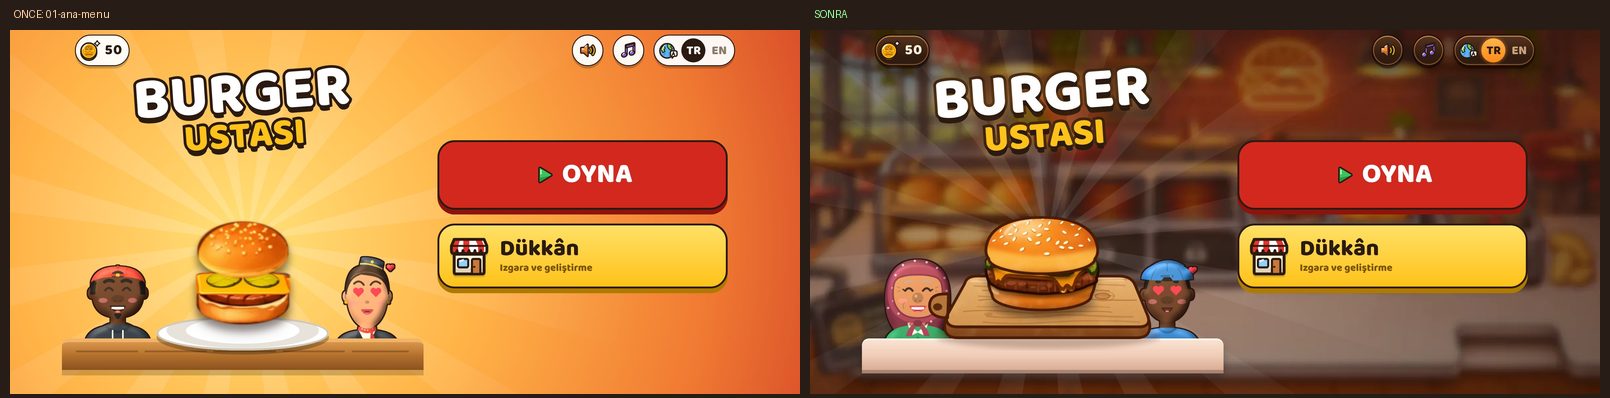 ÖNCE: 01-ana-menu
SONRA
50
TR EN
BURGER
USTASI
OYNA
Dükkân
Izgara ve geliştirme
50
TR EN
BURGER
USTASI
OYNA
Dükkân
Izgara ve geliştirme